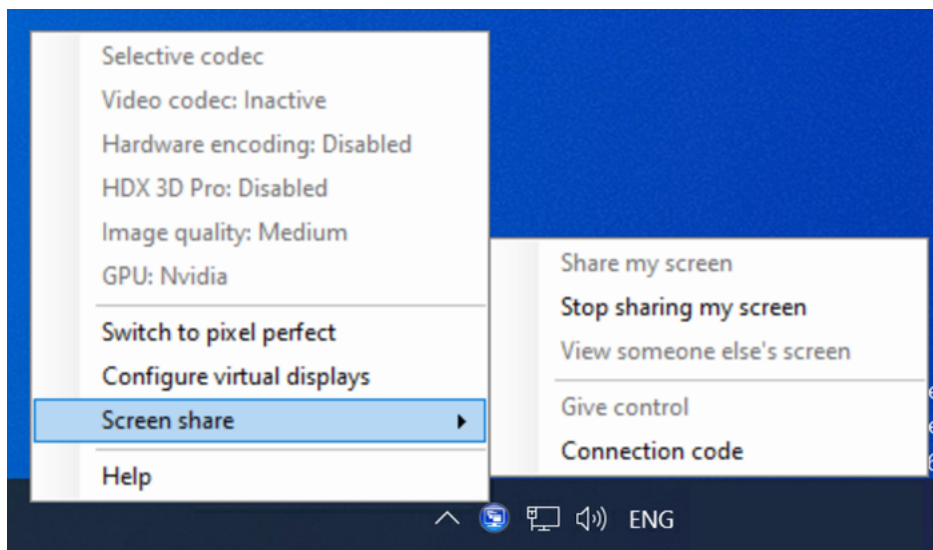 Selective codec
Video codec: Inactive
Hardware encoding: Disabled
HDX 3D Pro: Disabled
Image quality: Medium
GPU: Nvidia
Switch to pixel perfect
Configure virtual displays
Screen share
Help
Share my screen
Stop sharing my screen
View someone else's screen
Give control
Connection code
ENG